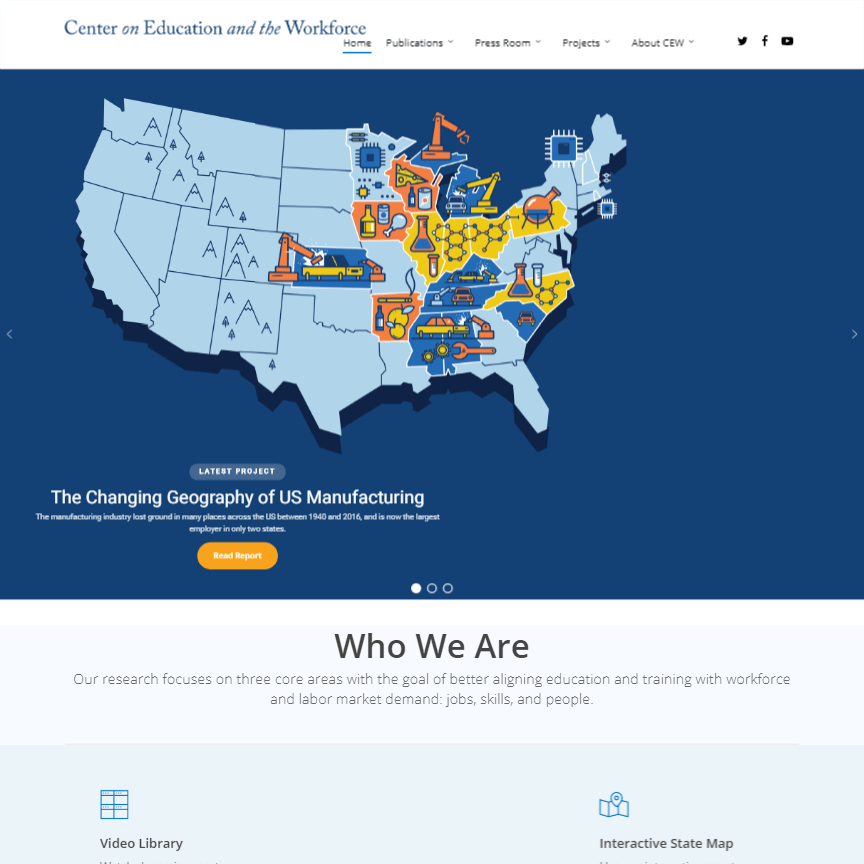 Center on Education and the Workforce
Home Publications Press Room Projects About CEW
LATEST PROJECT
The Changing Geography of US Manufacturing
The manufacturing industry lost ground in many places across the US between 1940 and 2016, and is now the largest
employer in only two states.
Read Report
Who We Are
Our research focuses on three core areas with the goal of better aligning education and training with workforce
and labor market demand: jobs, skills, and people.
Video Library
Interactive State Map